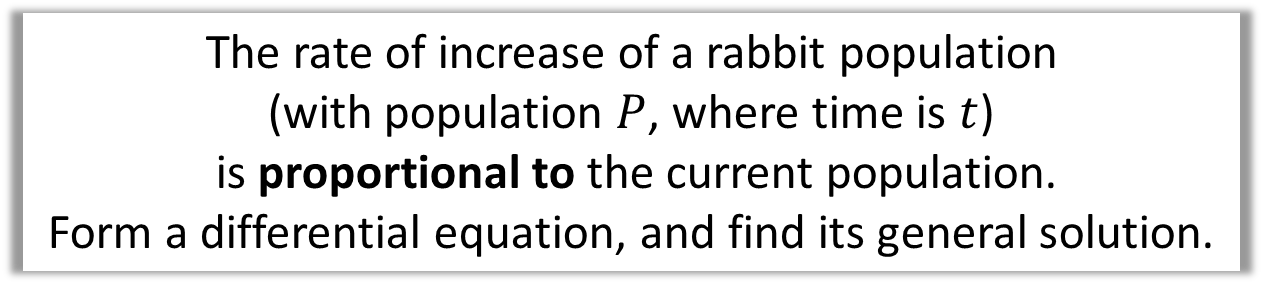 The rate of increase of a rabbit population
(with population P, where time is t)
is proportional to the current population.
Form a differential equation, and find its general solution.